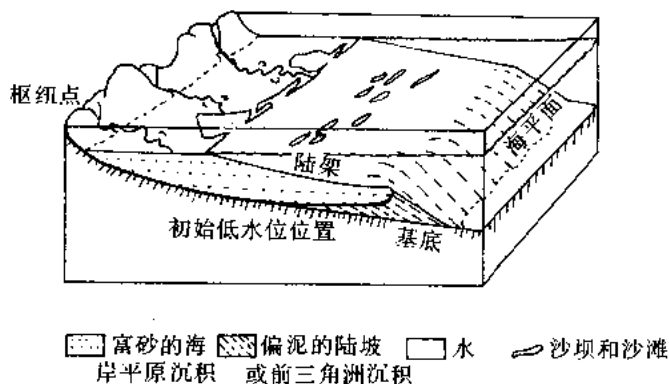 枢纽点
海平面
陆架
初始低水位位置
基底
富砂的海 偏泥的陆坡 水 沙坝和沙滩
岸平原沉积 或前三角洲沉积